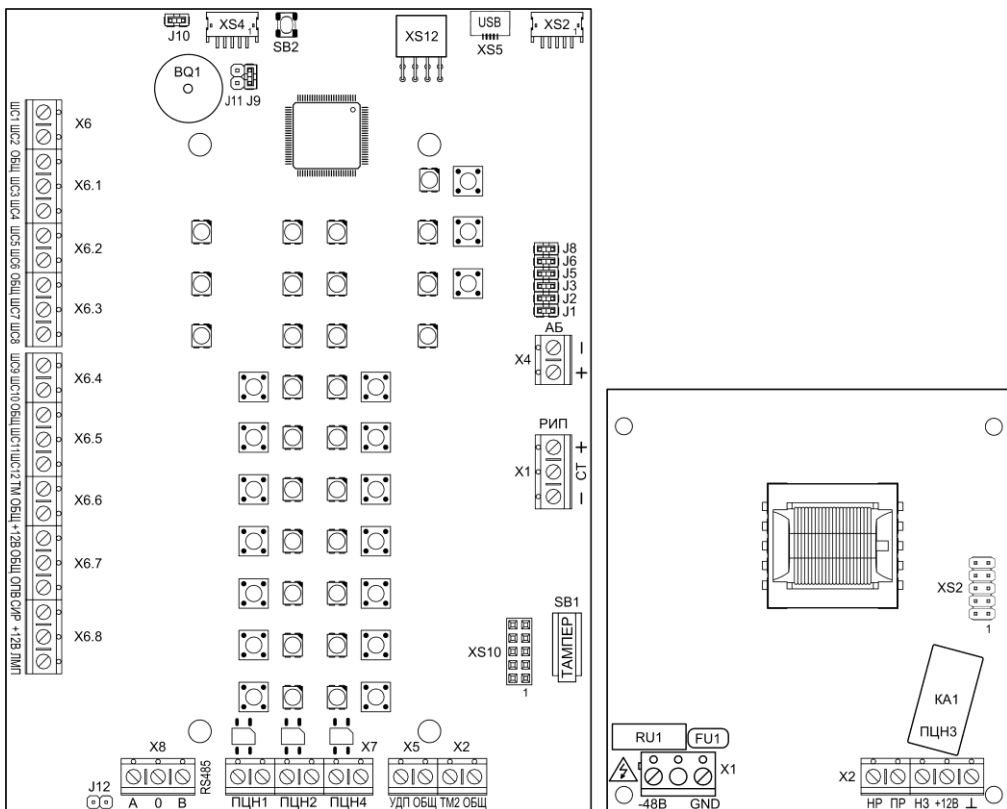 J10
XS4
1
SB2
XS12
USB
XS5
XS2
1
BQ1
J11 J9
ШС1 ШС2 ОБЩ ШС3 ШС4 ШС5 ШС6 ОБЩ ШС7 ШС8
X6
X6.1
X6.2
X6.3
ШС9 ШС10 ОБЩ ШС11 ШС12 ТМ ОБЩ +12В ОБЩ ОПВ СИР +12В ЛМП
X6.4
X6.5
X6.6
X6.7
X6.8
J8
J6
J5
J3
J2
J1
АБ
X4
–
+
РИП
X1
+
СТ
–
SB1
ТАМПЕР
XS10
1
X8
RS485
J12
A 0 B
X7
ПЦН1 ПЦН2 ПЦН4
X5
X2
УДП ОБЩ ТМ2 ОБЩ
XS2
1
КА1
ПЦН3
RU1
FU1
X1
-48В GND
X2
НР ПР НЗ +12В ⊥